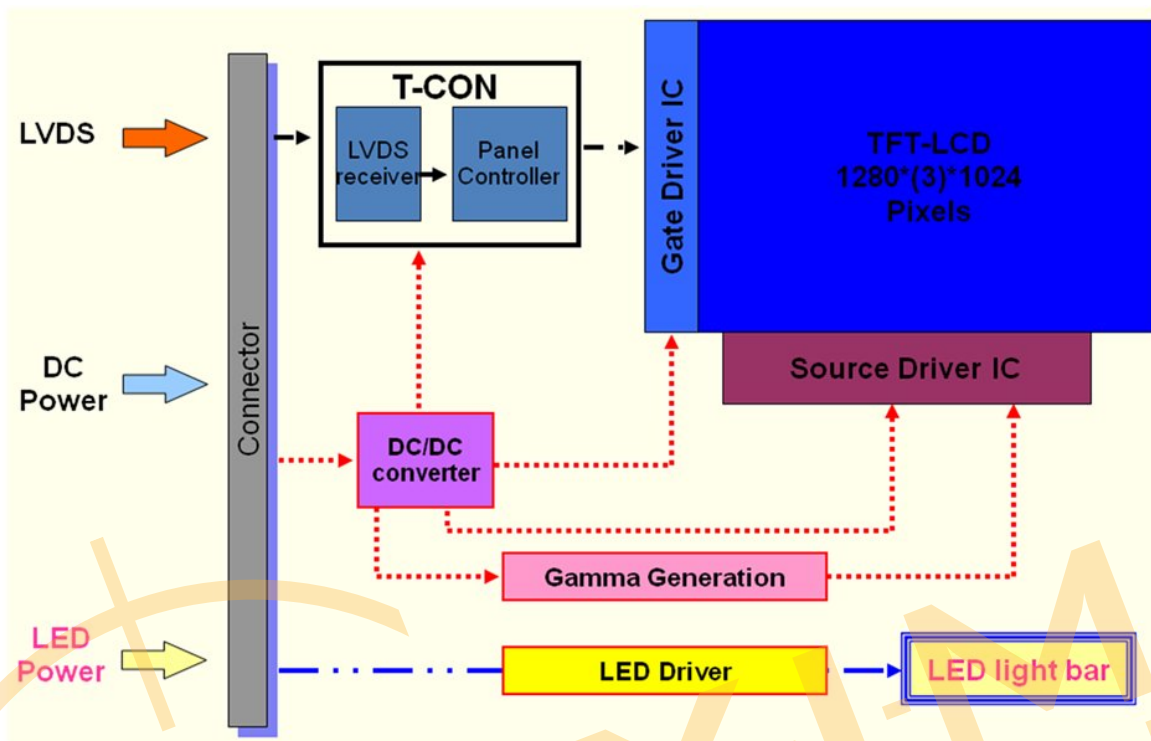 LVDS
DC
Power
LED
Power
Connector
T-CON
LVDS
receiver
Panel
Controller
Gate Driver IC
TFT-LCD
1280*(3)*1024
Pixels
Source Driver IC
DC/DC
converter
Gamma Generation
LED Driver
LED light bar